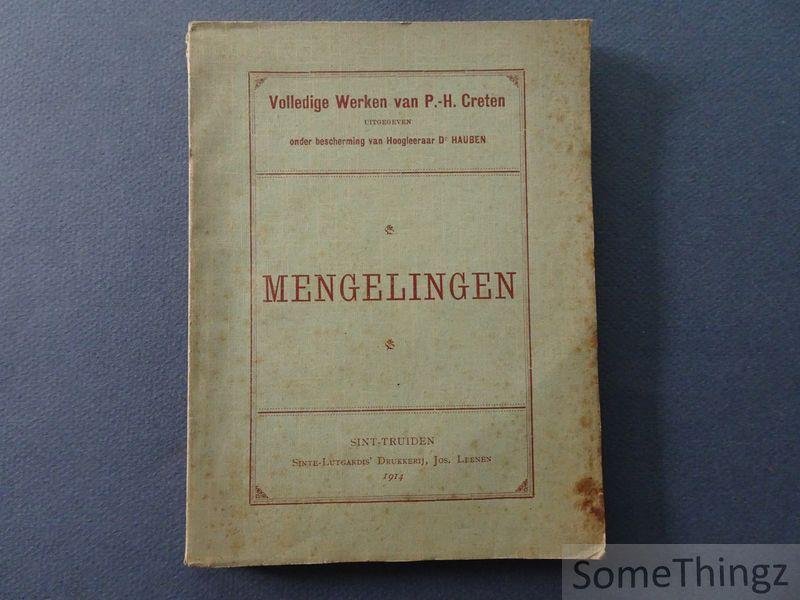 Volledige Werken van P.-H. Creten
UITGEGEVEN
onder bescherming van Hoogleeraar Dr HAUBEN
MENGELINGEN
SINT-TRUIDEN
SINTE-LUTGARDIS' DRUKKERIJ, JOS. LEENEN
1914
SomeThingz